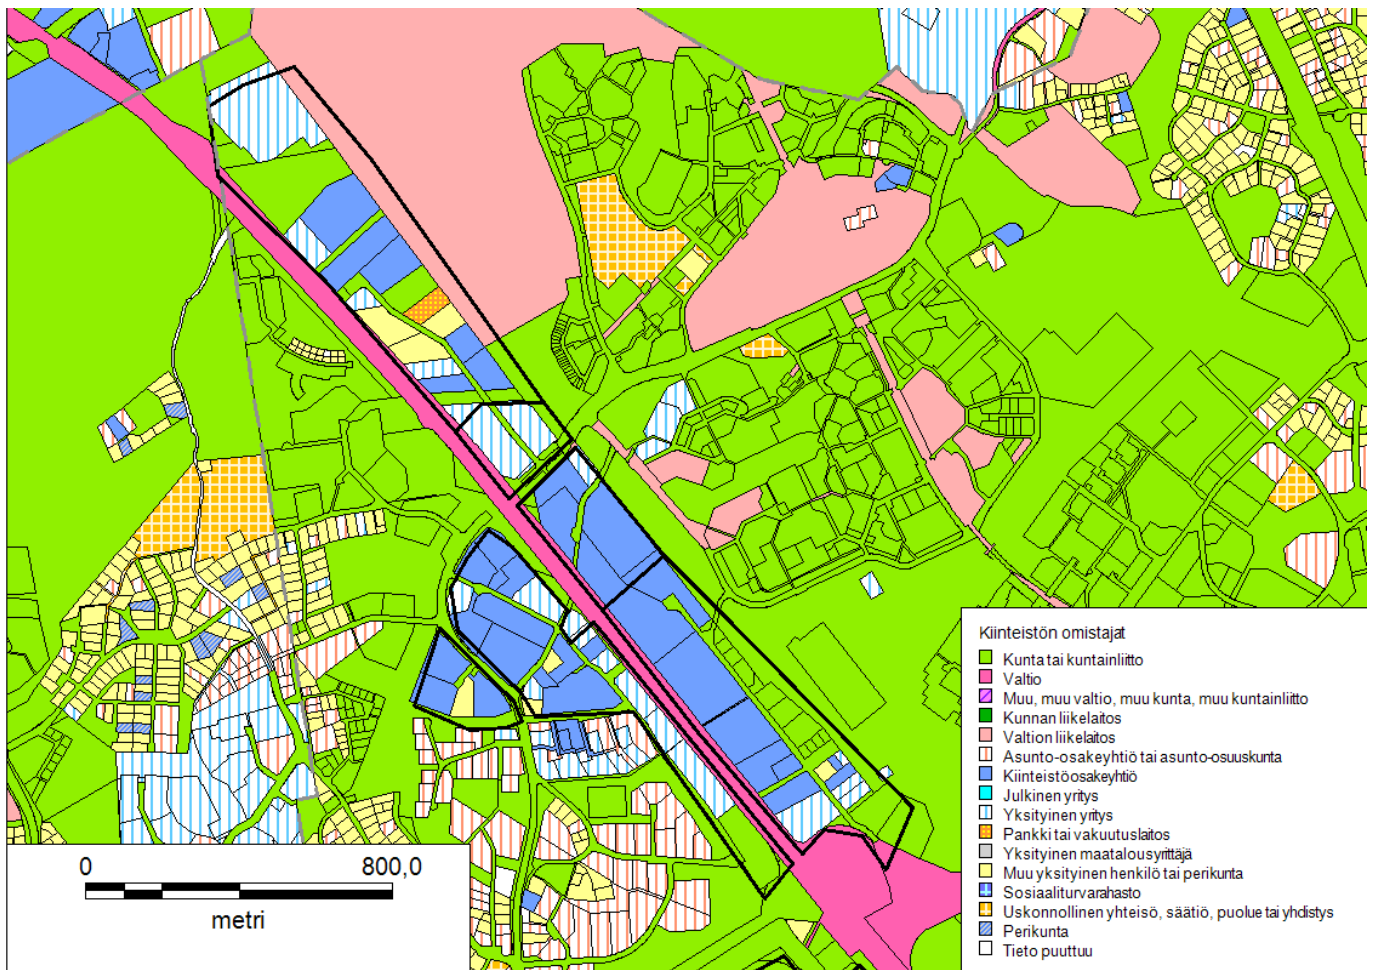 Kiinteistön omistajat
Kunta tai kuntainliitto
Valtio
Muu, muu valtio, muu kunta, muu kuntainliitto
Kunnan liikelaitos
Valtion liikelaitos
Asunto-osakeyhtiö tai asunto-osuuskunta
Kiinteistöosakeyhtiö
Julkinen yritys
Yksityinen yritys
Pankki tai vakuutuslaitos
Yksityinen maatalousyrittäjä
Muu yksityinen henkilö tai perikunta
Sosiaaliturvarahasto
Uskonnollinen yhteisö, säätiö, puolue tai yhdistys
Perikunta
Tieto puuttuu
0 800,0
metri